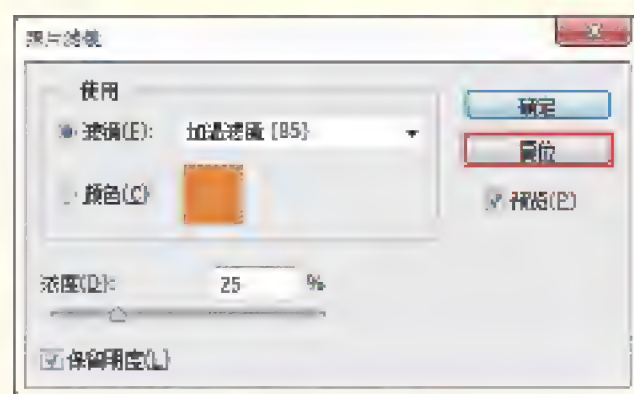 照片滤镜
使用
滤镜(F): 加温滤镜 (85)
颜色(C)
浓度(D): 25 %
保留明度(L)
确定
复位
预览(P)